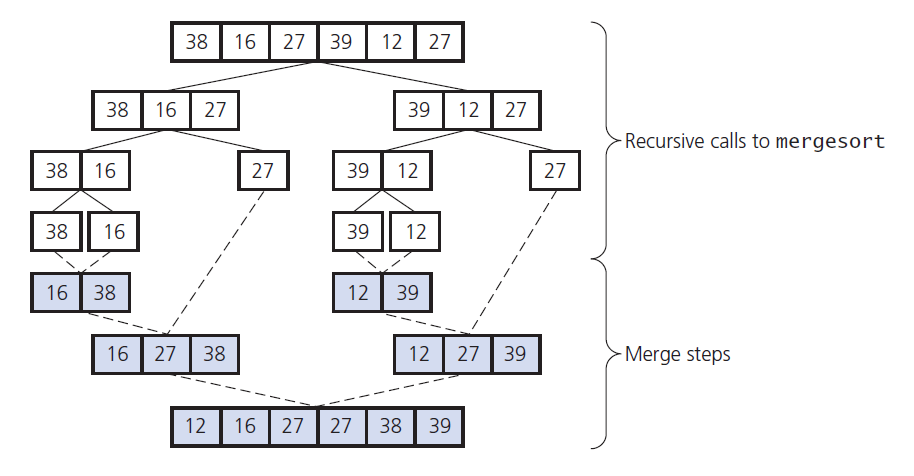 38 16 27 39 12 27
38 16 27 39 12 27
Recursive calls to mergesort
38 16 27 39 12 27
38 16 39 12
16 38 12 39
16 27 38 12 27 39
Merge steps
12 16 27 27 38 39